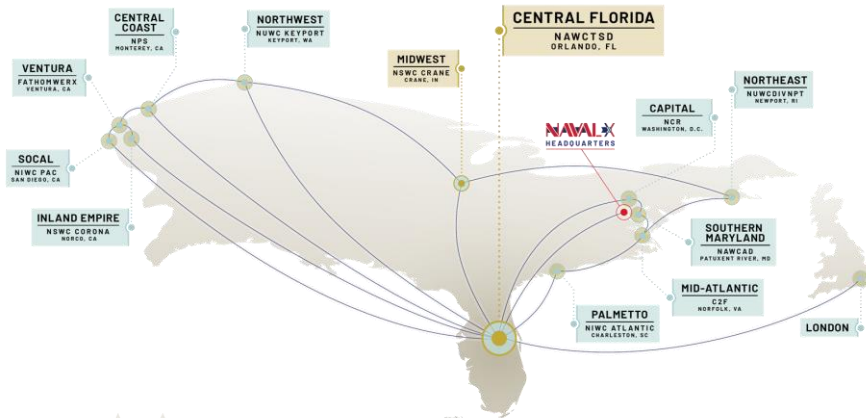 CENTRAL FLORIDA
NAWCTSD
ORLANDO, FL
CENTRAL
COAST
NPS
MONTEREY, CA
NORTHWEST
NUWC KEYPORT
KEYPORT, WA
MIDWEST
NSWC CRANE
CRANE, IN
VENTURA
FATHOMWERX
VENTURA, CA
NORTHEAST
NUWCDIVNPT
NEWPORT, RI
CAPITAL
NCR
WASHINGTON, D.C.
NAVALX
HEADQUARTERS
SOCAL
NIWC PAC
SAN DIEGO, CA
INLAND EMPIRE
NSWC CORONA
NORCO, CA
SOUTHERN
MARYLAND
NAWCAD
PATUXENT RIVER, MD
MID-ATLANTIC
C2F
NORFOLK, VA
PALMETTO
NIWC ATLANTIC
CHARLESTON, SC
LONDON